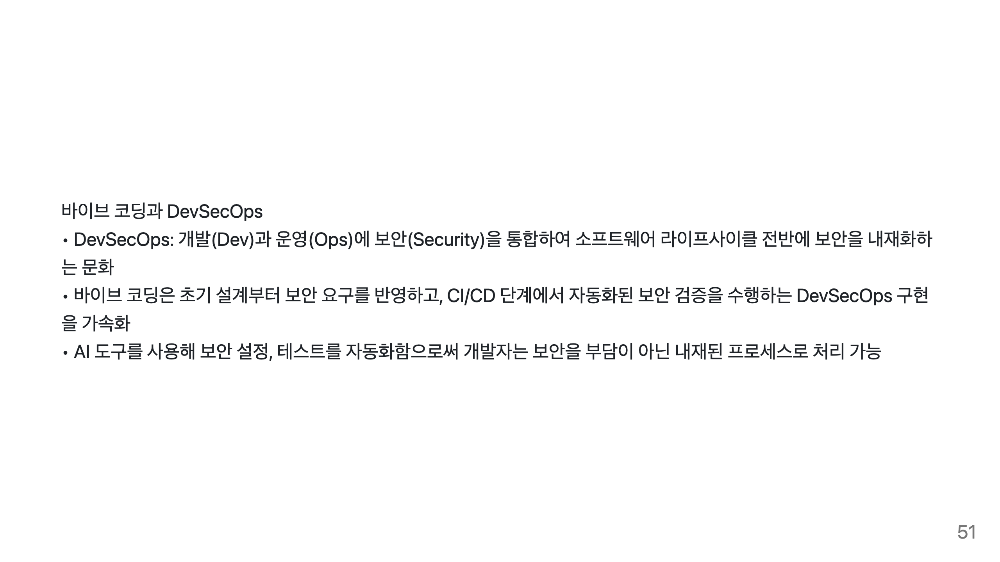 바이브 코딩과 DevSecOps
• DevSecOps: 개발(Dev)과 운영(Ops)에 보안(Security)을 통합하여 소프트웨어 라이프사이클 전반에 보안을 내재화하
는 문화
• 바이브 코딩은 초기 설계부터 보안 요구를 반영하고, CI/CD 단계에서 자동화된 보안 검증을 수행하는 DevSecOps 구현
을 가속화
• AI 도구를 사용해 보안 설정, 테스트를 자동화함으로써 개발자는 보안을 부담이 아닌 내재된 프로세스로 처리 가능
51